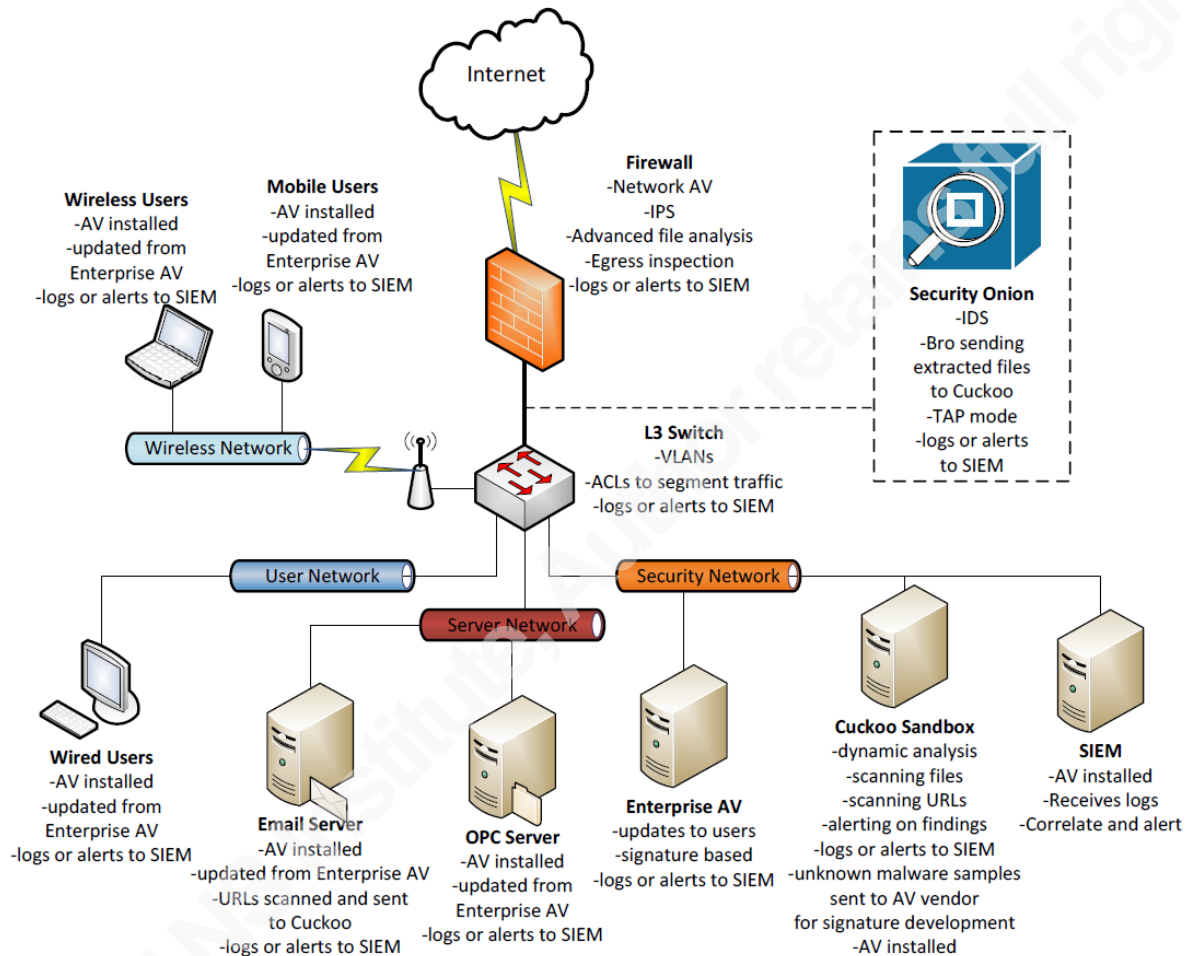 Internet
Firewall
-Network AV
-IPS
-Advanced file analysis
-Egress inspection
-logs or alerts to SIEM
Wireless Users
-AV installed
-updated from
Enterprise AV
-logs or alerts to SIEM
Mobile Users
-AV installed
-updated from
Enterprise AV
-logs or alerts to SIEM
Security Onion
-IDS
-Bro sending
extracted files
to Cuckoo
-TAP mode
-logs or alerts
to SIEM
Wireless Network
L3 Switch
-VLANs
-ACLs to segment traffic
-logs or alerts to SIEM
User Network
Server Network
Security Network
Wired Users
-AV installed
-updated from
Enterprise AV
-logs or alerts to SIEM
Email Server
-AV installed
-updated from Enterprise AV
-URLs scanned and sent
to Cuckoo
-logs or alerts to SIEM
OPC Server
-AV installed
-updated from
Enterprise AV
-logs or alerts to SIEM
Enterprise AV
-updates to users
-signature based
-logs or alerts to SIEM
Cuckoo Sandbox
-dynamic analysis
-scanning files
-scanning URLs
-alerting on findings
-logs or alerts to SIEM
-unknown malware samples
sent to AV vendor
for signature development
-AV installed
SIEM
-AV installed
-Receives logs
-Correlate and alert
Institute, Author retains full